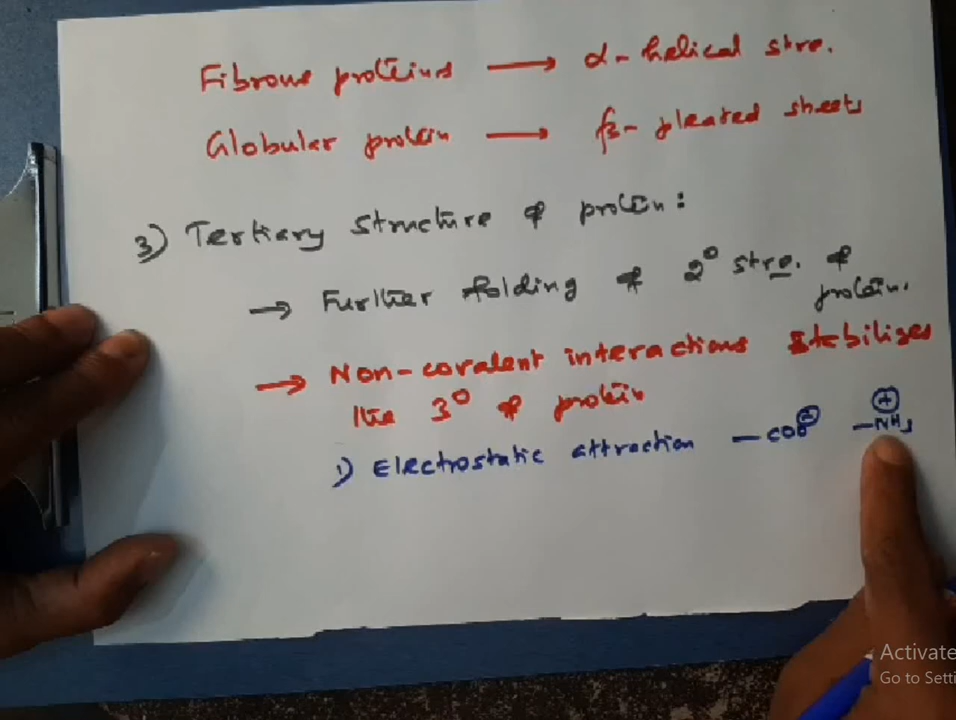 Fibrous proteins → α-helical stre.
Globular protein → β-pleated sheets
3) Tertiary structure of protein:
→ Further folding of 2° stre. of
protein.
→ Non-covalent interactions stebilizes
the 3° of protein
1) Electrostatic attraction —COO⊖ —NH3⊕
Activate
Go to Setti